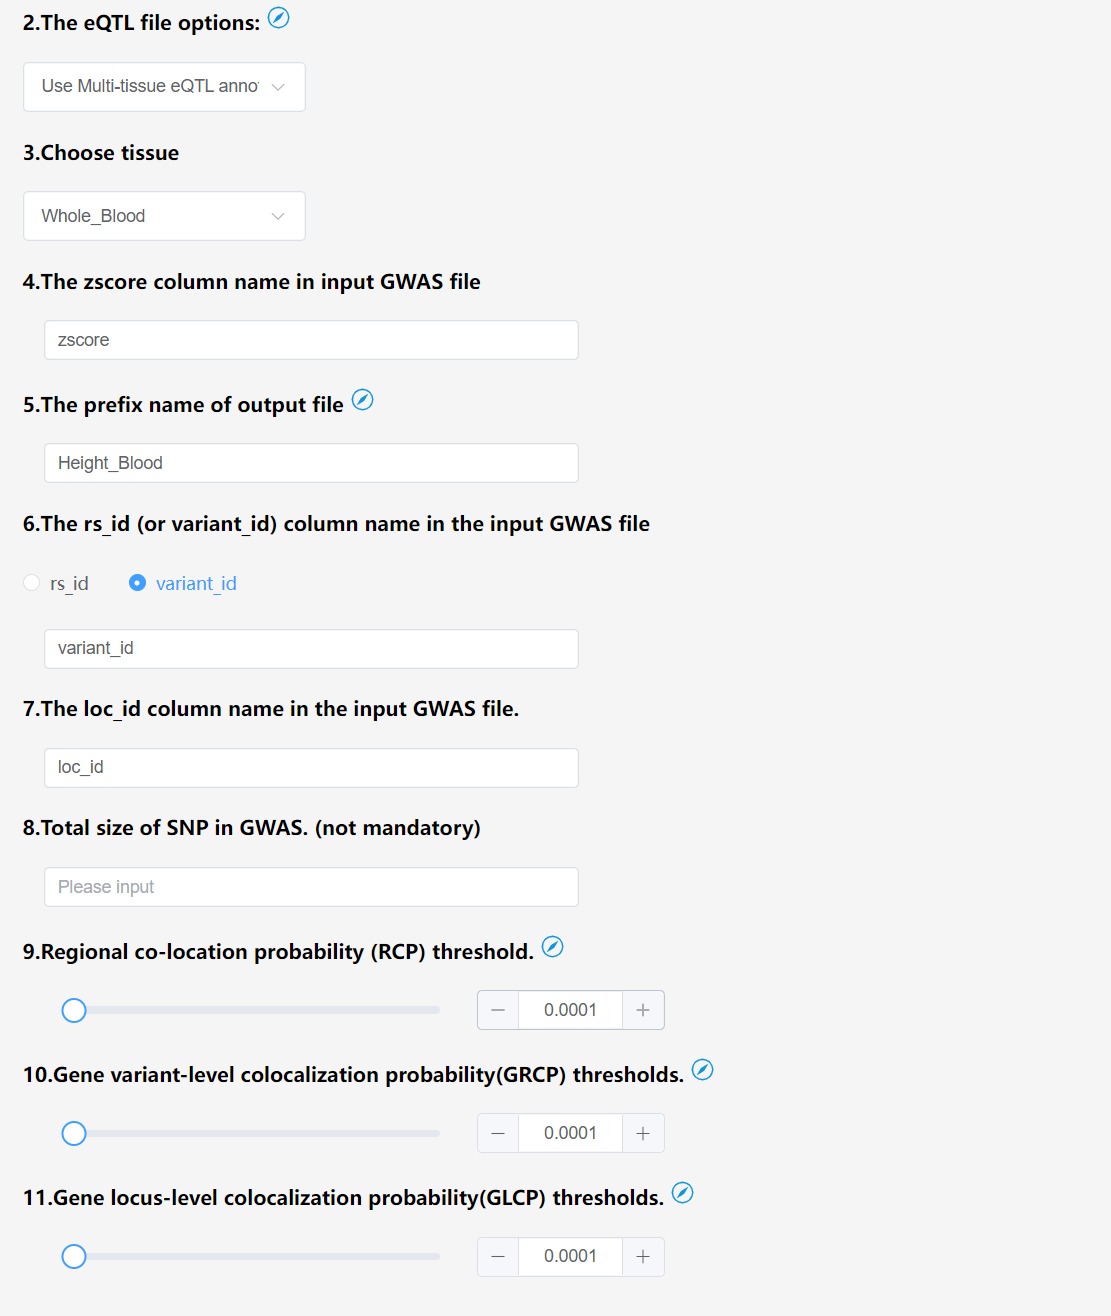 2.The eQTL file options:
Use Multi-tissue eQTL anno
3.Choose tissue
Whole_Blood
4.The zscore column name in input GWAS file
zscore
5.The prefix name of output file
Height_Blood
6.The rs_id (or variant_id) column name in the input GWAS file
rs_id variant_id
variant_id
7.The loc_id column name in the input GWAS file.
loc_id
8.Total size of SNP in GWAS. (not mandatory)
Please input
9.Regional co-location probability (RCP) threshold.
0.0001
10.Gene variant-level colocalization probability(GRCP) thresholds.
0.0001
11.Gene locus-level colocalization probability(GLCP) thresholds.
0.0001